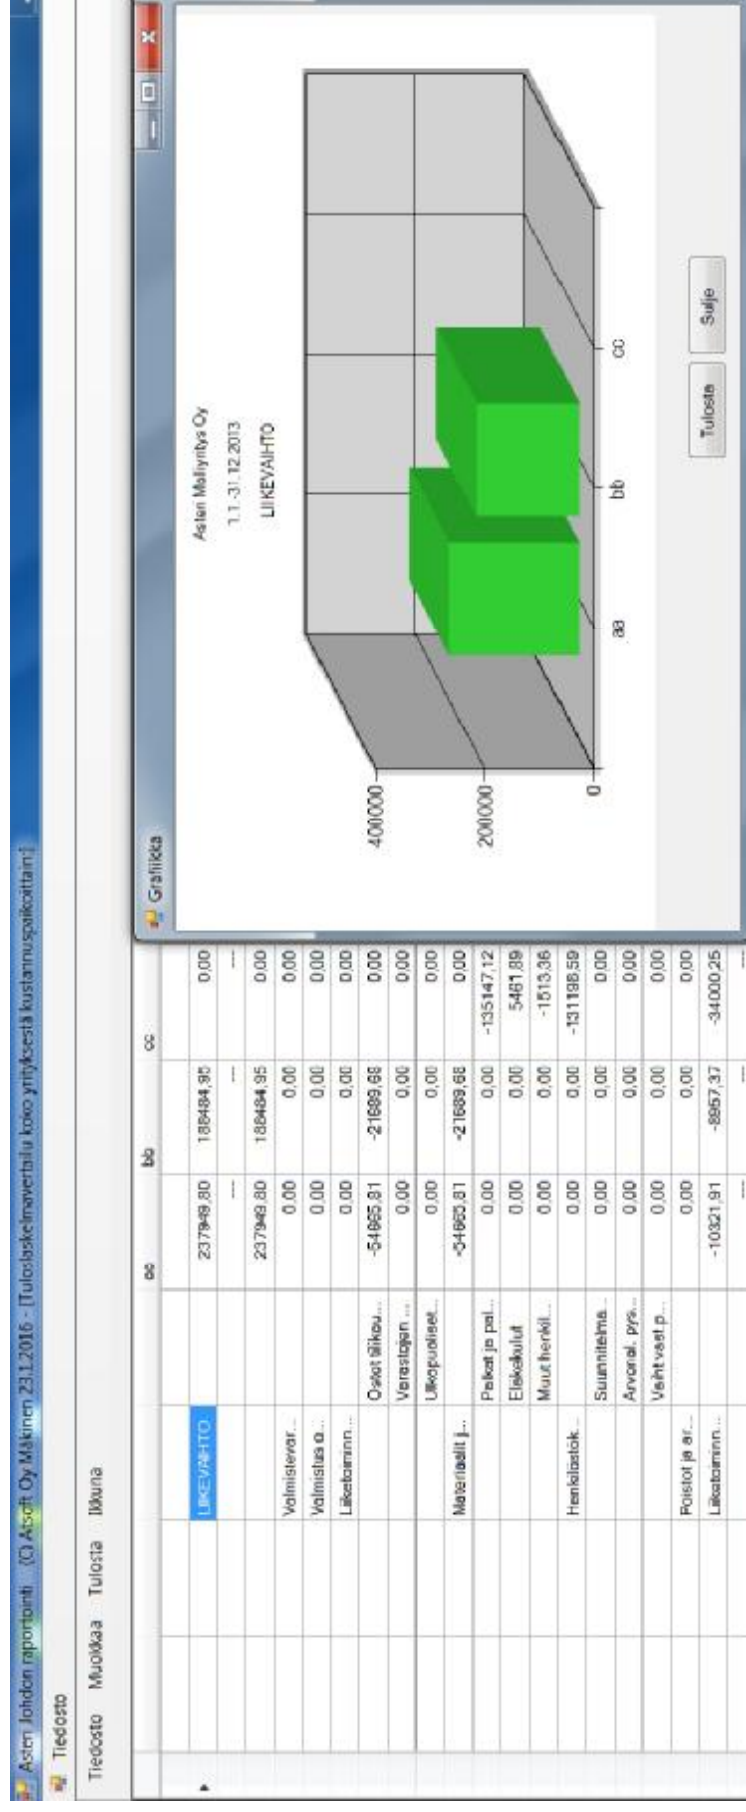 Asteri Johdon raportointi (C) Atsoft Oy Mäkinen 23.1.2016 - [Tuloslaskelmavertailu koko yrityksestä kustannuspaikoittain:]
Tiedosto
Tiedosto Muokkaa Tulosta Ikkuna
aa bb cc
LIIKEVAIHTO 237949,80 188484,95 0,00
--- --- ---
237949,80 188484,95 0,00
Valmistevar... 0,00 0,00 0,00
Valmistus o... 0,00 0,00 0,00
Liiketoiminn... 0,00 0,00 0,00
Ostot tilikau... -54665,81 -21689,68 0,00
Varastojen ... 0,00 0,00 0,00
Ulkopuoliset... 0,00 0,00 0,00
Materiaalit j... -54665,81 -21689,68 0,00
Palkat ja pal... 0,00 0,00 -135147,12
Eläkekulut 0,00 0,00 5461,89
Muut henkil... 0,00 0,00 -1513,36
Henkilöstök... 0,00 0,00 -131198,59
Suunnitelma... 0,00 0,00 0,00
Arvonal. pys... 0,00 0,00 0,00
Vaiht.vast.p... 0,00 0,00 0,00
Poistot ja ar... 0,00 0,00 0,00
Liiketoiminn... -10321,91 -8957,37 -34000,25
--- --- ---
Grafiikka
Asteri Malliyritys Oy
1.1.-31.12.2013
LIIKEVAIHTO
400000
200000
0
aa bb cc
Tulosta Sulje